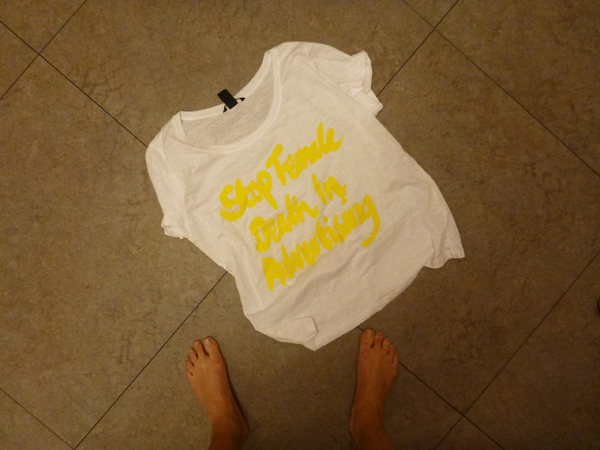 Stop Female
Death In
Advertising